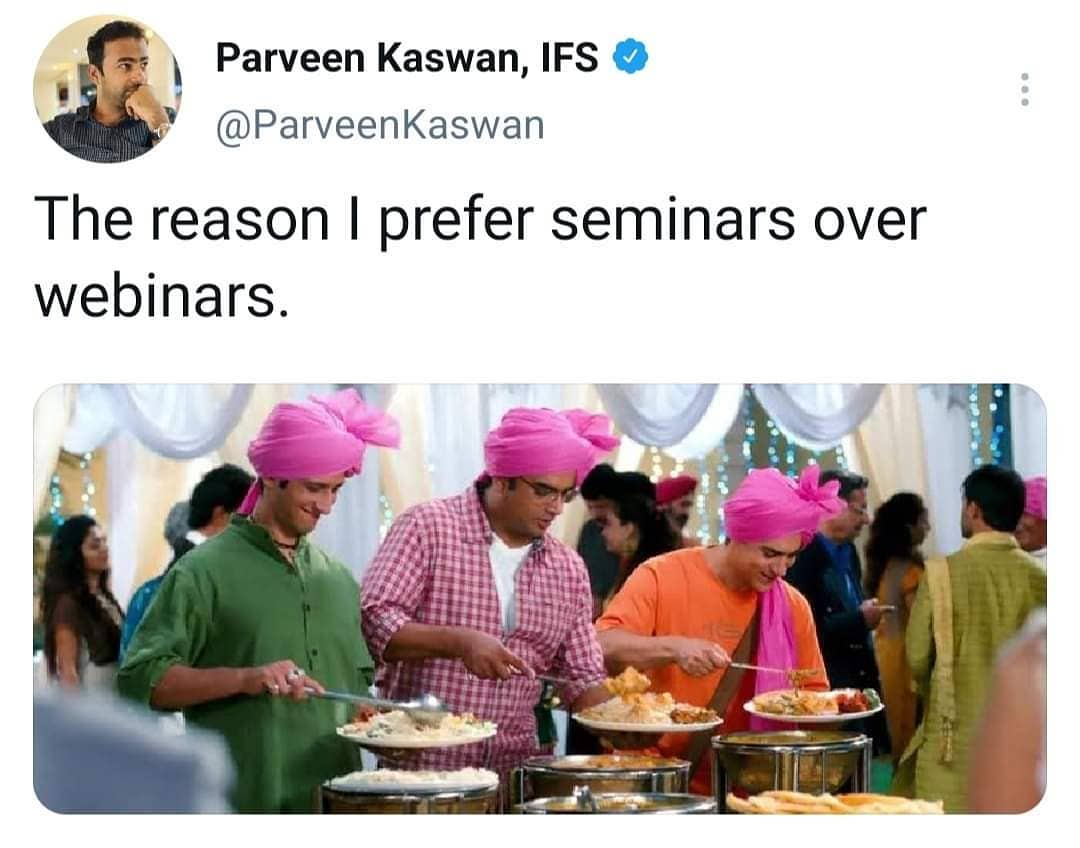 Parveen Kaswan, IFS
@ParveenKaswan
The reason I prefer seminars over
webinars.